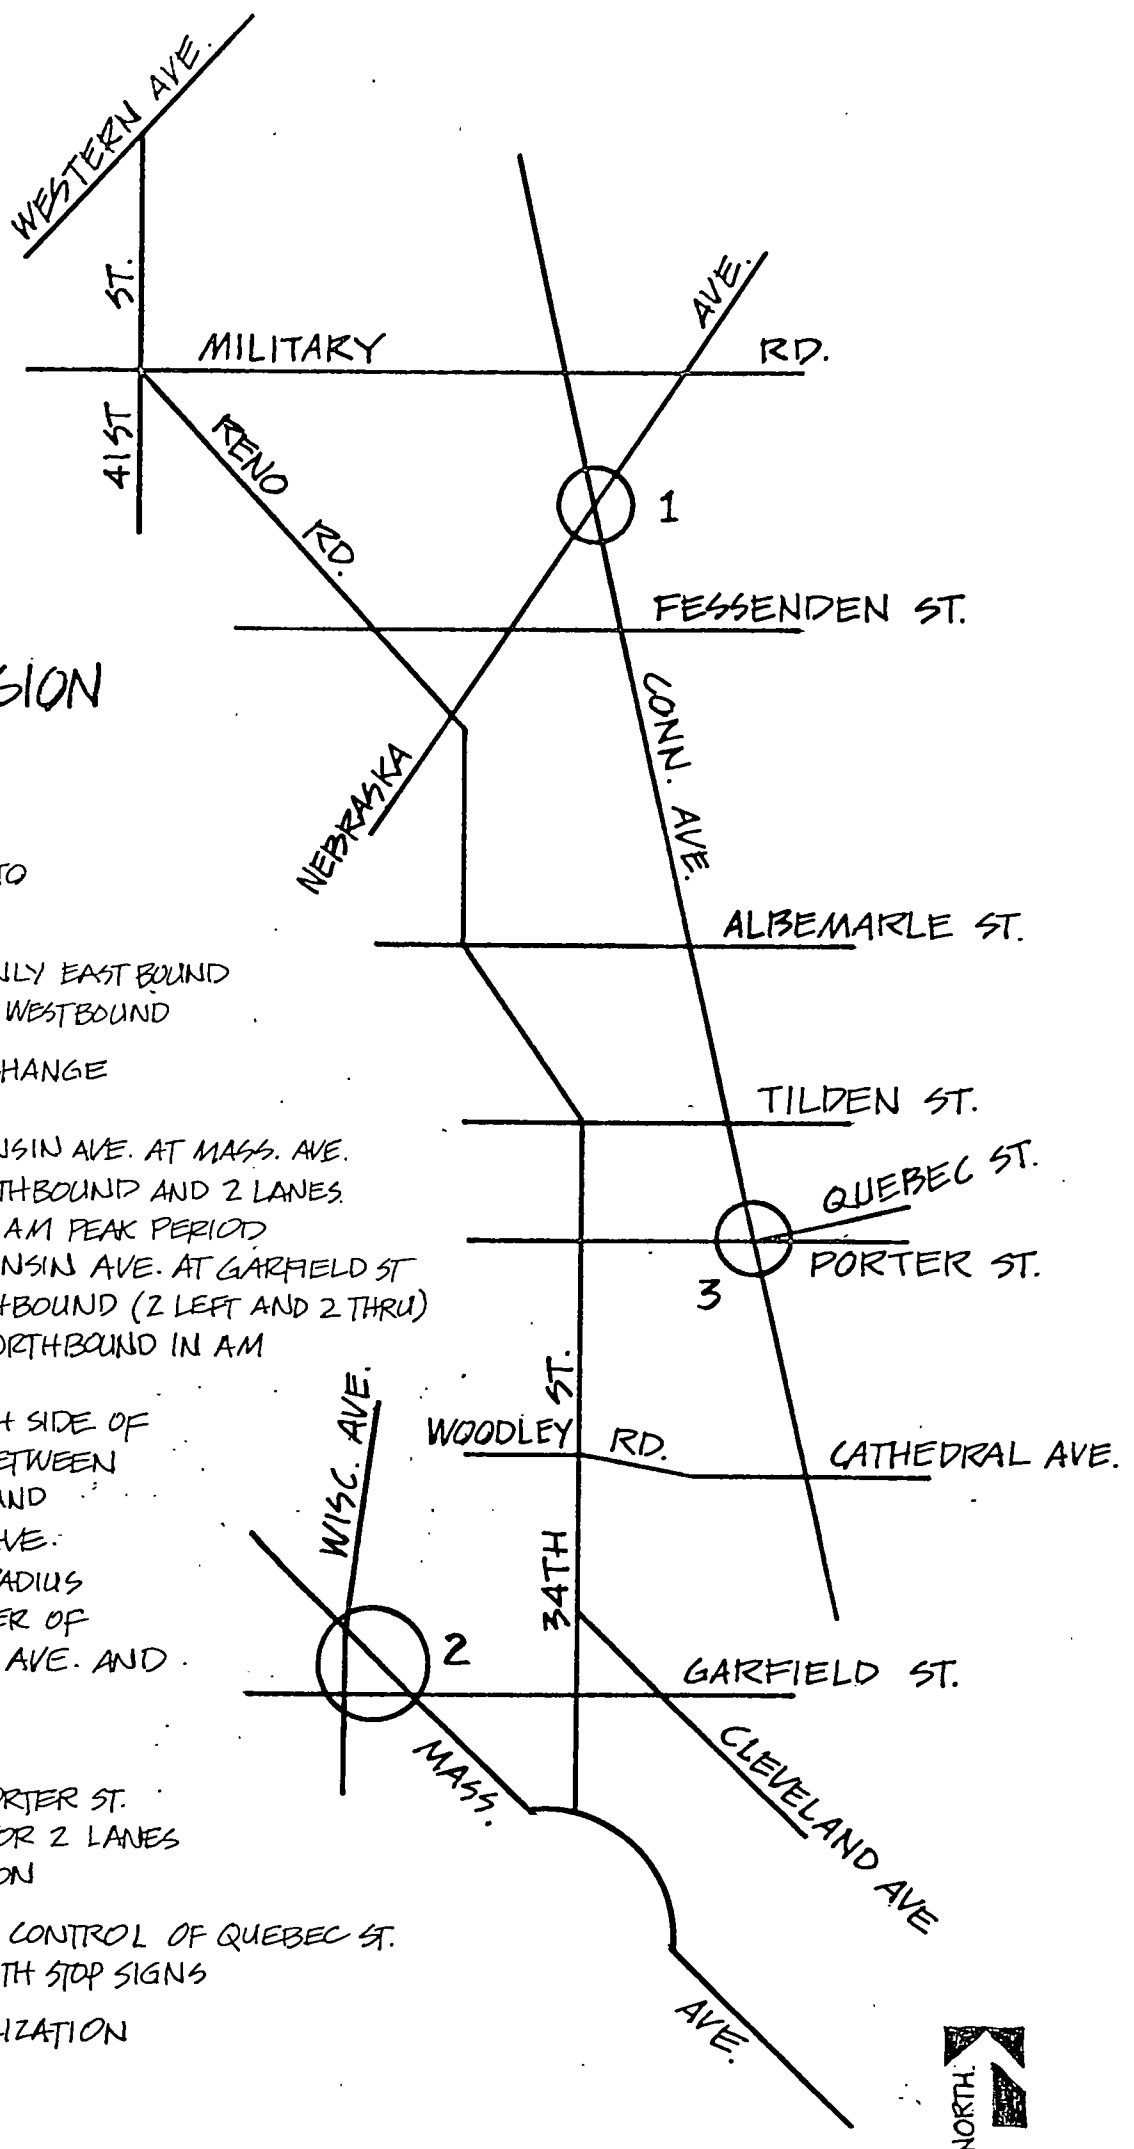 WESTERN AVE.
ST.
41ST
MILITARY RD.
AVE.
RENO RD.
1
FESSENDEN ST.
CONN. AVE.
NEBRASKA
ALBEMARLE ST.
TILDEN ST.
QUEBEC ST.
PORTER ST.
3
ST.
WOODLEY RD.
CATHEDRAL AVE.
WISC. AVE.
34TH
2
GARFIELD ST.
MASS.
CLEVELAND AVE
AVE.
NORTH
SION
TO
NLY EASTBOUND
WESTBOUND
HANGE
NSIN AVE. AT MASS. AVE.
THBOUND AND 2 LANES
AM PEAK PERIOD
NSIN AVE. AT GARFIELD ST
HBOUND (2 LEFT AND 2 THRU)
ORTHBOUND IN AM
H SIDE OF
ETWEEN
AND
AVE.
RADIUS
ER OF
AVE. AND
ORTER ST.
OR 2 LANES
ON
CONTROL OF QUEBEC ST.
TH STOP SIGNS
IZATION